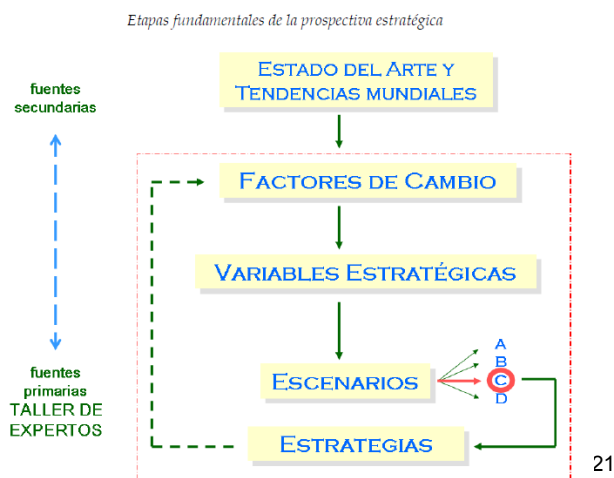 Etapas fundamentales de la prospectiva estratégica
fuentes
secundarias
ESTADO DEL ARTE Y
TENDENCIAS MUNDIALES
FACTORES DE CAMBIO
VARIABLES ESTRATÉGICAS
fuentes
primarias
TALLER DE
EXPERTOS
ESCENARIOS
A
B
C
D
ESTRATEGIAS
21